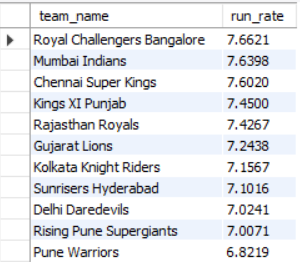 team_name run_rate
Royal Challengers Bangalore 7.6621
Mumbai Indians 7.6398
Chennai Super Kings 7.6020
Kings XI Punjab 7.4500
Rajasthan Royals 7.4267
Gujarat Lions 7.2438
Kolkata Knight Riders 7.1567
Sunrisers Hyderabad 7.1016
Delhi Daredevils 7.0241
Rising Pune Supergiants 7.0071
Pune Warriors 6.8219